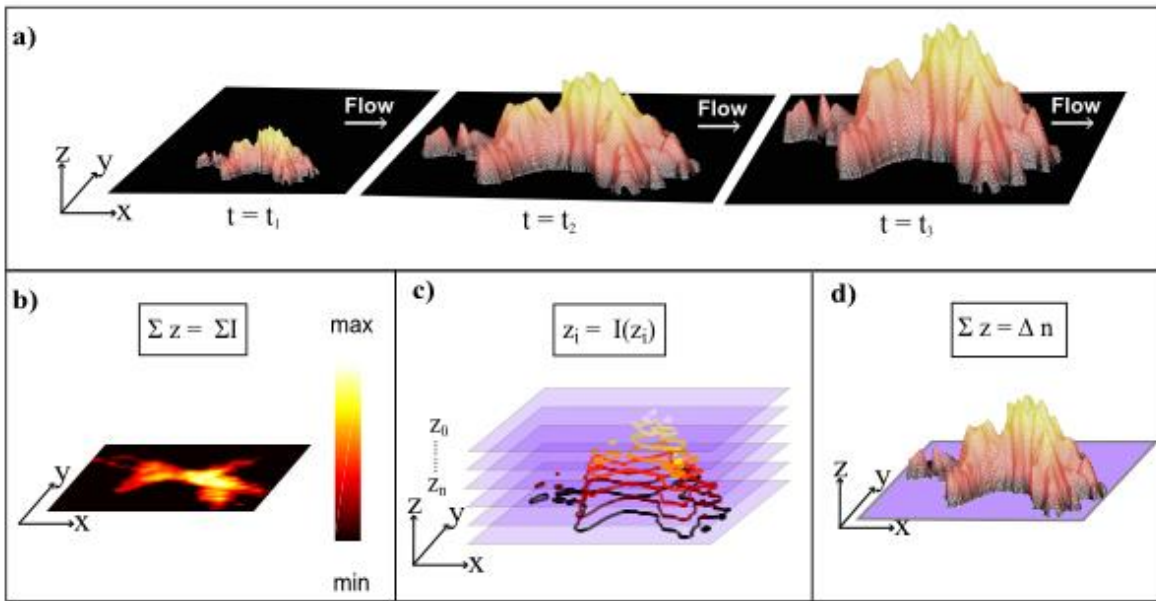 a)
Flow
Flow
Flow
z
y
x
t = t₁
t = t₂
t = t₃
b)
Σ z = ΣI
max
min
y
x
c)
zᵢ = I(zᵢ)
z₀
zₙ
z
y
x
d)
Σ z = Δ n
z
y
x